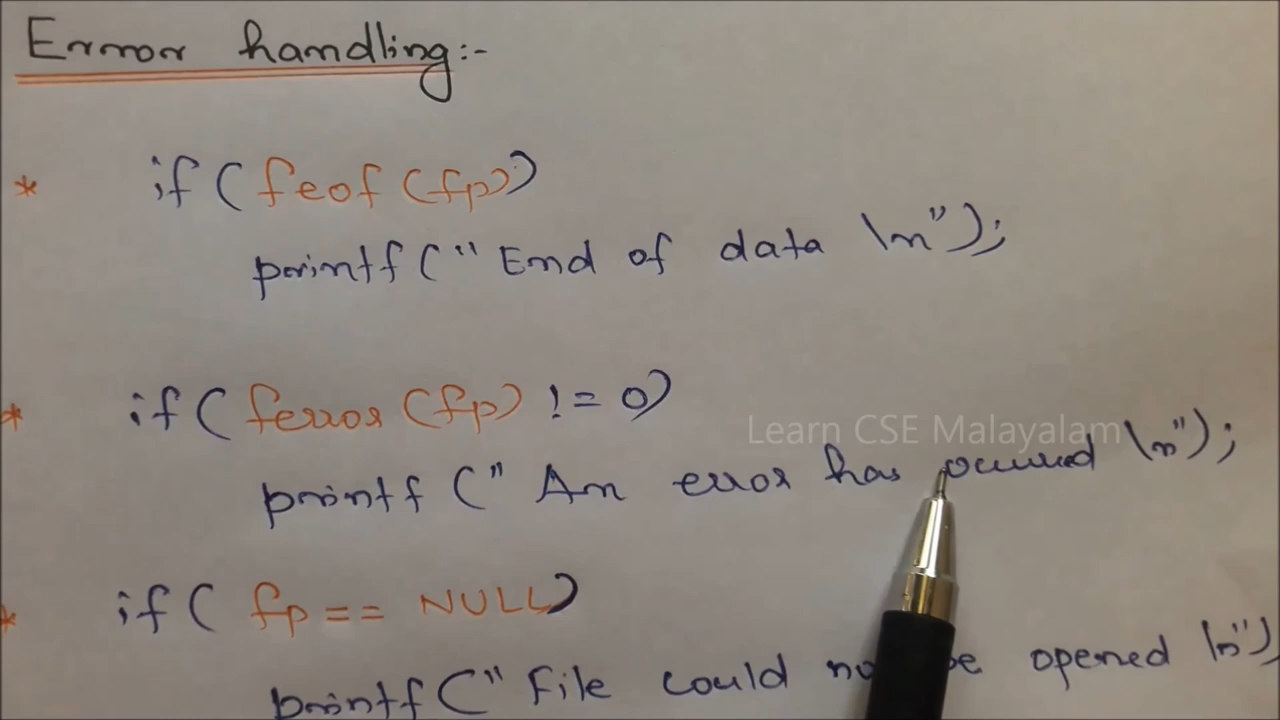 Error handling:-
* if ( feof (fp))
printf ( " End of data \n");
* if ( ferror (fp) != 0)
Learn CSE Malayalam
printf (" An error has occurred \n");
* if ( fp == NULL)
printf (" File could be opened \n")